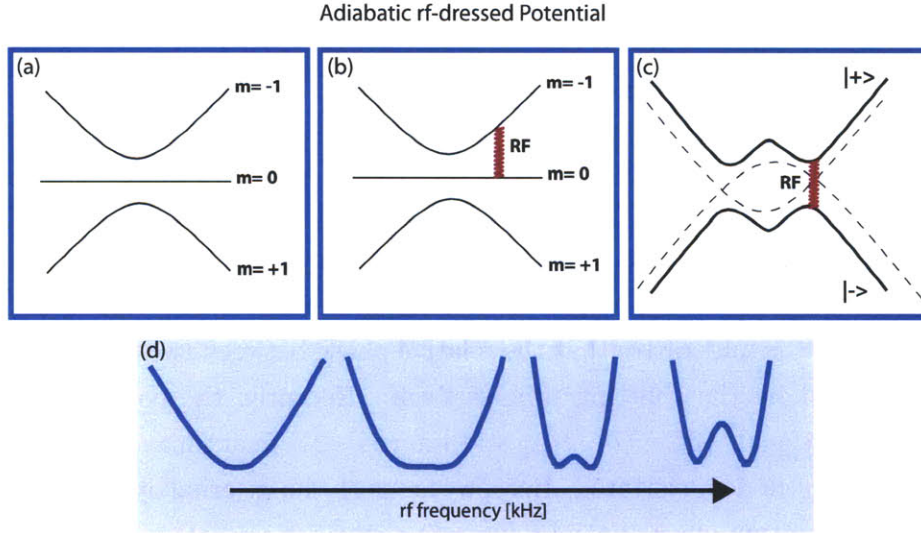 Adiabatic rf-dressed Potential
(a)
m= -1
m= 0
m= +1
(b)
m= -1
RF
m= 0
m= +1
(c)
|+>
RF
|->
(d)
rf frequency [kHz]